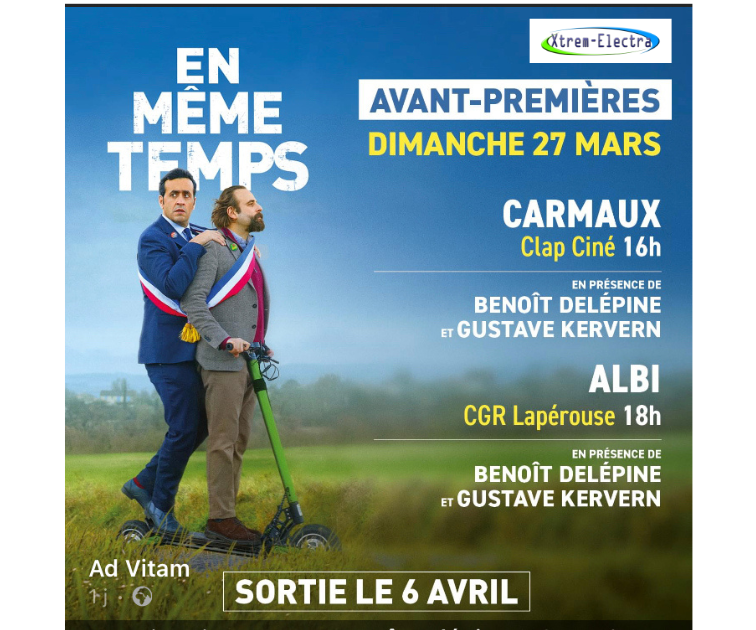 Xtrem-Electra
EN
MÊME
TEMPS
AVANT-PREMIÈRES
DIMANCHE 27 MARS
CARMAUX
Clap Ciné 16h
EN PRÉSENCE DE
BENOÎT DELÉPINE
ET GUSTAVE KERVERN
ALBI
CGR Lapérouse 18h
EN PRÉSENCE DE
BENOÎT DELÉPINE
ET GUSTAVE KERVERN
Ad Vitam
1 j
SORTIE LE 6 AVRIL